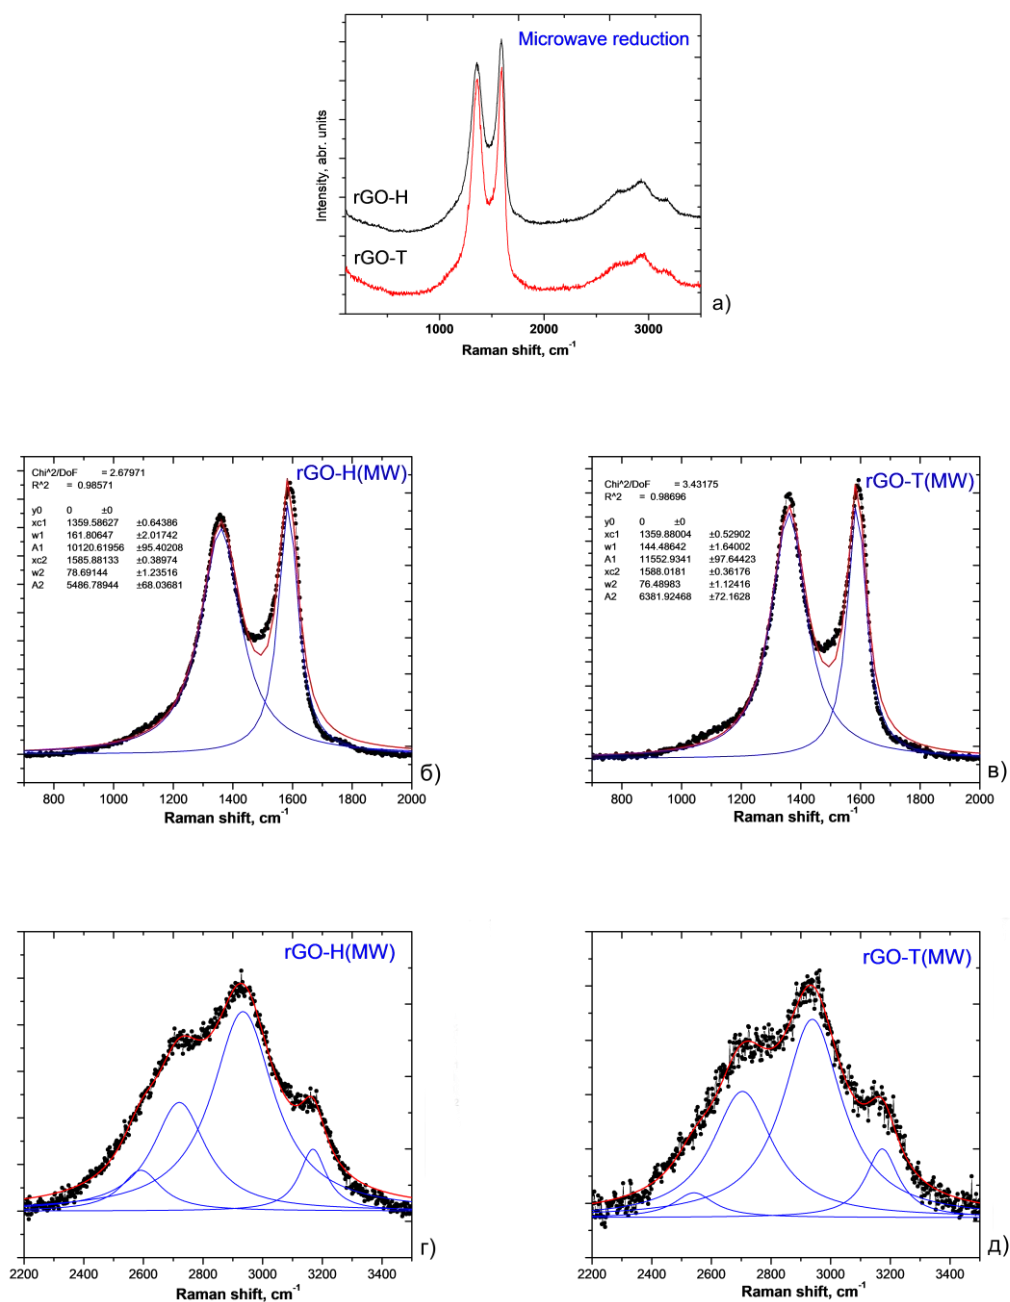 Microwave reduction
Intensity, abr. units
rGO-H
rGO-T
1000 2000 3000
Raman shift, cm⁻¹
a)
Chi^2/DoF = 2.67971
R^2 = 0.98571
y0 0 ±0
xc1 1359.58627 ±0.64386
w1 161.80647 ±2.01742
A1 10120.61956 ±95.40208
xc2 1585.88133 ±0.38974
w2 78.69144 ±1.23516
A2 5486.78944 ±68.03681
rGO-H(MW)
800 1000 1200 1400 1600 1800 2000
Raman shift, cm⁻¹
б)
Chi^2/DoF = 3.43175
R^2 = 0.98696
y0 0 ±0
xc1 1359.88004 ±0.52902
w1 144.48642 ±1.64002
A1 11552.9341 ±97.64423
xc2 1588.0181 ±0.36176
w2 76.48983 ±1.12416
A2 6381.92468 ±72.1628
rGO-T(MW)
800 1000 1200 1400 1600 1800 2000
Raman shift, cm⁻¹
в)
rGO-H(MW)
2200 2400 2600 2800 3000 3200 3400
Raman shift, cm⁻¹
г)
rGO-T(MW)
2200 2400 2600 2800 3000 3200 3400
Raman shift, cm⁻¹
д)